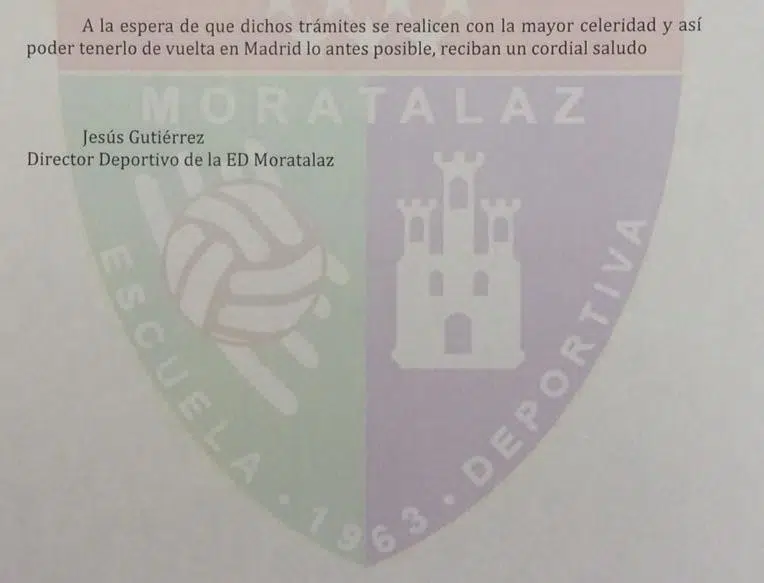 A la espera de que dichos trámites se realicen con la mayor celeridad y así
poder tenerlo de vuelta en Madrid lo antes posible, reciban un cordial saludo
MORATALAZ
Jesús Gutiérrez
Director Deportivo de la ED Moratalaz
ESCUELA · 1963 · DEPORTIVA